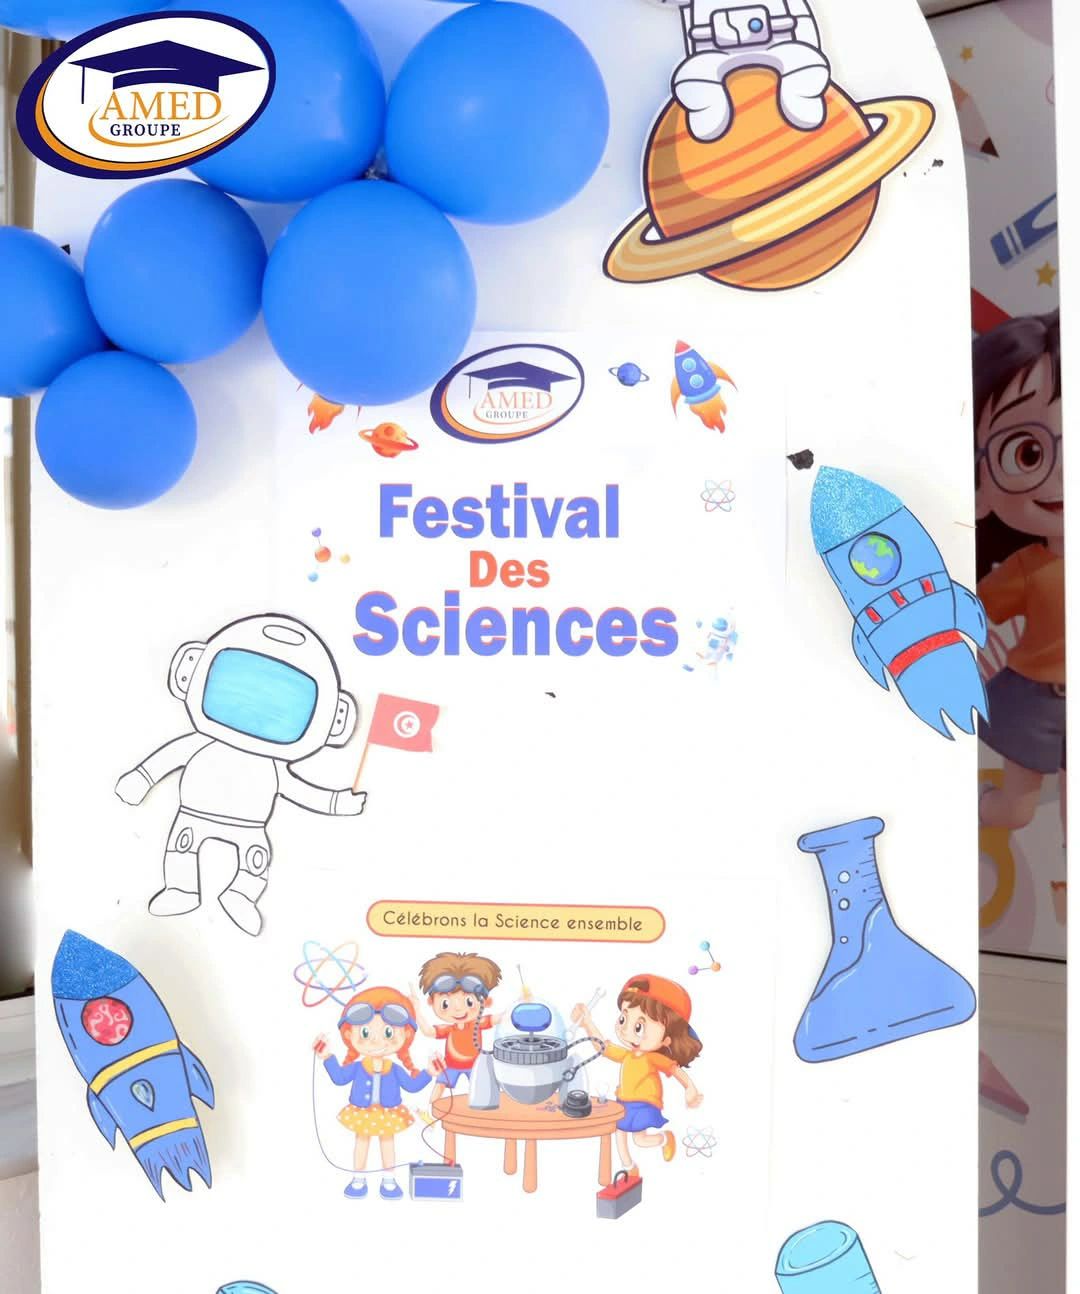 AMED
GROUPE
AMED
GROUPE
Festival
Des
Sciences
Célébrons la Science ensemble